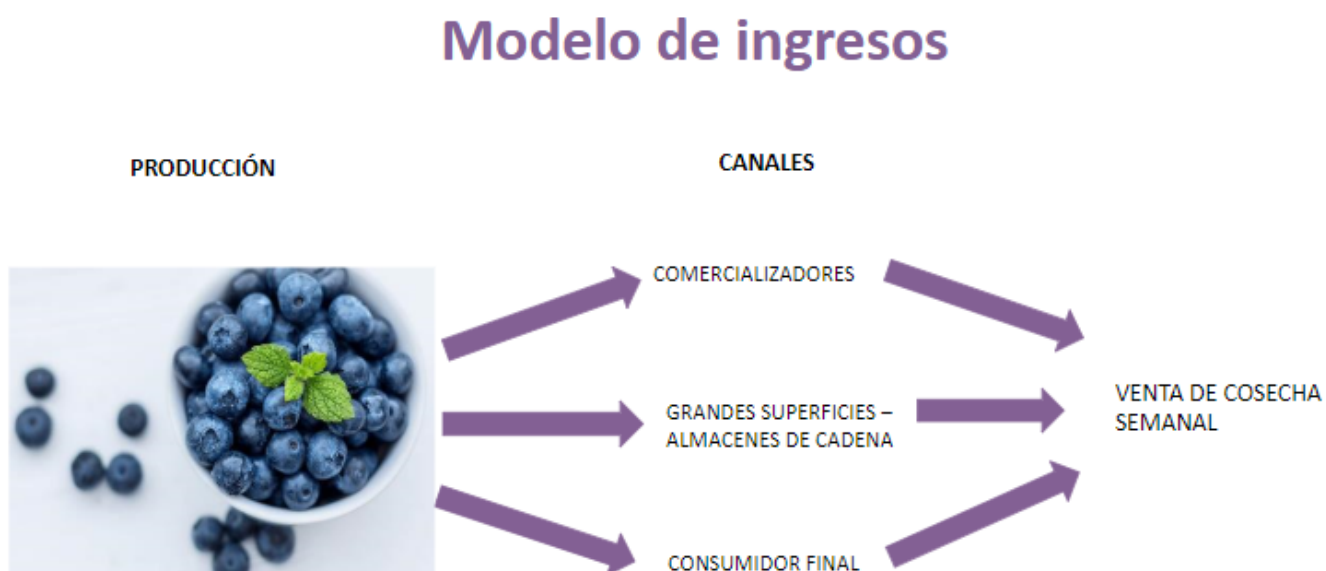 Modelo de ingresos
PRODUCCIÓN
CANALES
COMERCIALIZADORES
GRANDES SUPERFICIES –
ALMACENES DE CADENA
CONSUMIDOR FINAL
VENTA DE COSECHA
SEMANAL